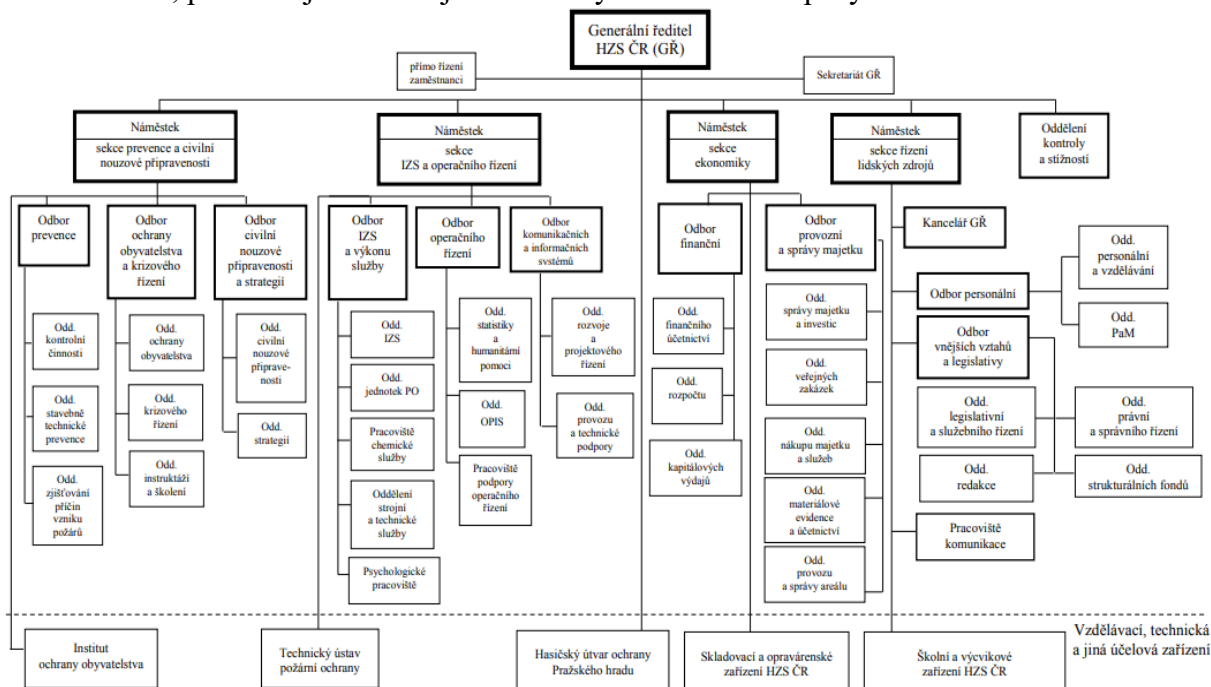 Generální ředitel
HZS ČR (GŘ)
přímo řízení
zaměstnanci
Sekretariát GŘ
Náměstek
sekce prevence a civilní
nouzové připravenosti
Náměstek
sekce
IZS a operačního řízení
Náměstek
sekce
ekonomiky
Náměstek
sekce řízení
lidských zdrojů
Oddělení
kontroly
a stížností
Odbor
prevence
Odbor
ochrany
obyvatelstva
a krizového
řízení
Odbor
civilní
nouzové
připravenosti
a strategií
Odbor
IZS
a výkonu
služby
Odbor
operačního
řízení
Odbor
komunikačních
a informačních
systémů
Odbor
finanční
Odbor
provozní
a správy majetku
Kancelář GŘ
Odbor personální
Odd.
personální
a vzdělávání
Odd.
PaM
Odbor
vnějších vztahů
a legislativy
Odd.
kontrolní
činnosti
Odd.
stavebně
technické
prevence
Odd.
zjišťování
příčin
vzniku
požárů
Odd.
ochrany
obyvatelstva
Odd.
krizového
řízení
Odd.
instruktáží
a školení
Odd.
civilní
nouzové
připrave-
nosti
Odd.
strategií
Odd.
IZS
Odd.
jednotek PO
Pracoviště
chemické
služby
Oddělení
strojní
a technické
služby
Psychologické
pracoviště
Odd.
statistiky
a
humanitární
pomoci
Odd.
OPIS
Pracoviště
podpory
operačního
řízení
Odd.
rozvoje
a
projektového
řízení
Odd.
provozu
a technické
podpory
Odd.
finančního
účetnictví
Odd.
rozpočtu
Odd.
kapitálových
výdajů
Odd.
správy majetku
a investic
Odd.
veřejných
zakázek
Odd.
nákupu majetku
a služeb
Odd.
materiálové
evidence
a účetnictví
Odd.
provozu
a správy areálu
Odd.
legislativní
a služebního řízení
Odd.
právní
a správního řízení
Odd.
redakce
Odd.
strukturálních fondů
Pracoviště
komunikace
Vzdělávací, technická
a jiná účelová zařízení
Institut
ochrany obyvatelstva
Technický ústav
požární ochrany
Hasičský útvar ochrany
Pražského hradu
Skladovací a opravárenské
zařízení HZS ČR
Školní a výcvikové
zařízení HZS ČR